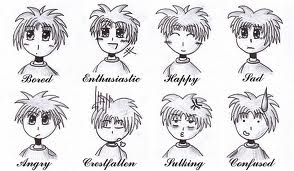 Bored Enthusiastic Happy Sad
Angry Crestfallen Sulking Confused